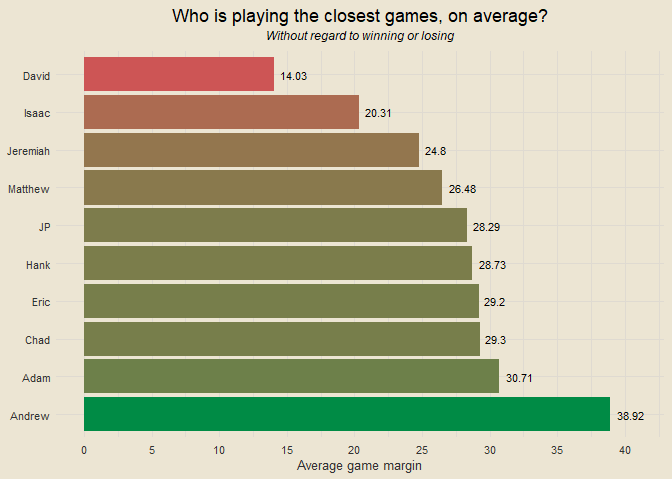 Who is playing the closest games, on average?
Without regard to winning or losing
David 14.03
Isaac 20.31
Jeremiah 24.8
Matthew 26.48
JP 28.29
Hank 28.73
Eric 29.2
Chad 29.3
Adam 30.71
Andrew 38.92
0 5 10 15 20 25 30 35 40
Average game margin